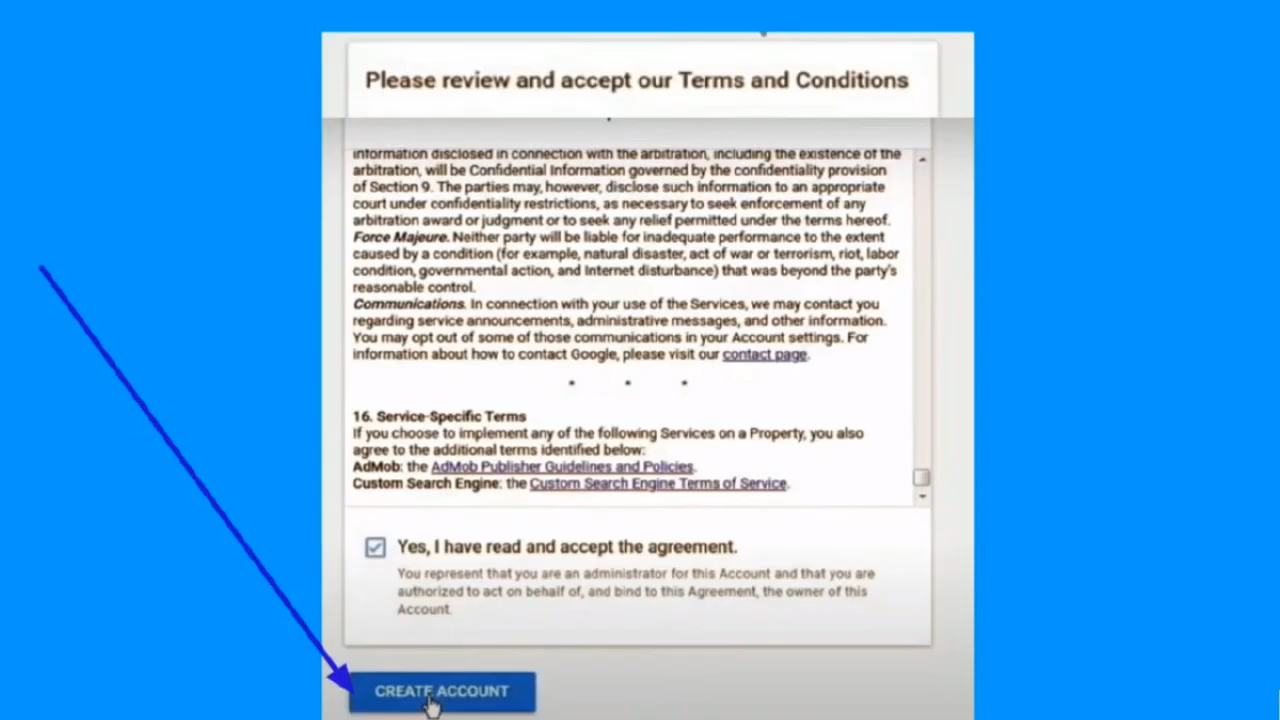 Please review and accept our Terms and Conditions
information disclosed in connection with the arbitration, including the existence of the
arbitration, will be Confidential Information governed by the confidentiality provision
of Section 9. The parties may, however, disclose such information to an appropriate
court under confidentiality restrictions, as necessary to seek enforcement of any
arbitration award or judgment or to seek any relief permitted under the terms hereof.
Force Majeure. Neither party will be liable for inadequate performance to the extent
caused by a condition (for example, natural disaster, act of war or terrorism, riot, labor
condition, governmental action, and Internet disturbance) that was beyond the party's
reasonable control.
Communications. In connection with your use of the Services, we may contact you
regarding service announcements, administrative messages, and other information.
You may opt out of some of those communications in your Account settings. For
information about how to contact Google, please visit our contact page.
• • •
16. Service-Specific Terms
If you choose to implement any of the following Services on a Property, you also
agree to the additional terms identified below:
AdMob: the AdMob Publisher Guidelines and Policies.
Custom Search Engine: the Custom Search Engine Terms of Service.
Yes, I have read and accept the agreement.
You represent that you are an administrator for this Account and that you are
authorized to act on behalf of, and bind to this Agreement, the owner of this
Account.
CREATE ACCOUNT